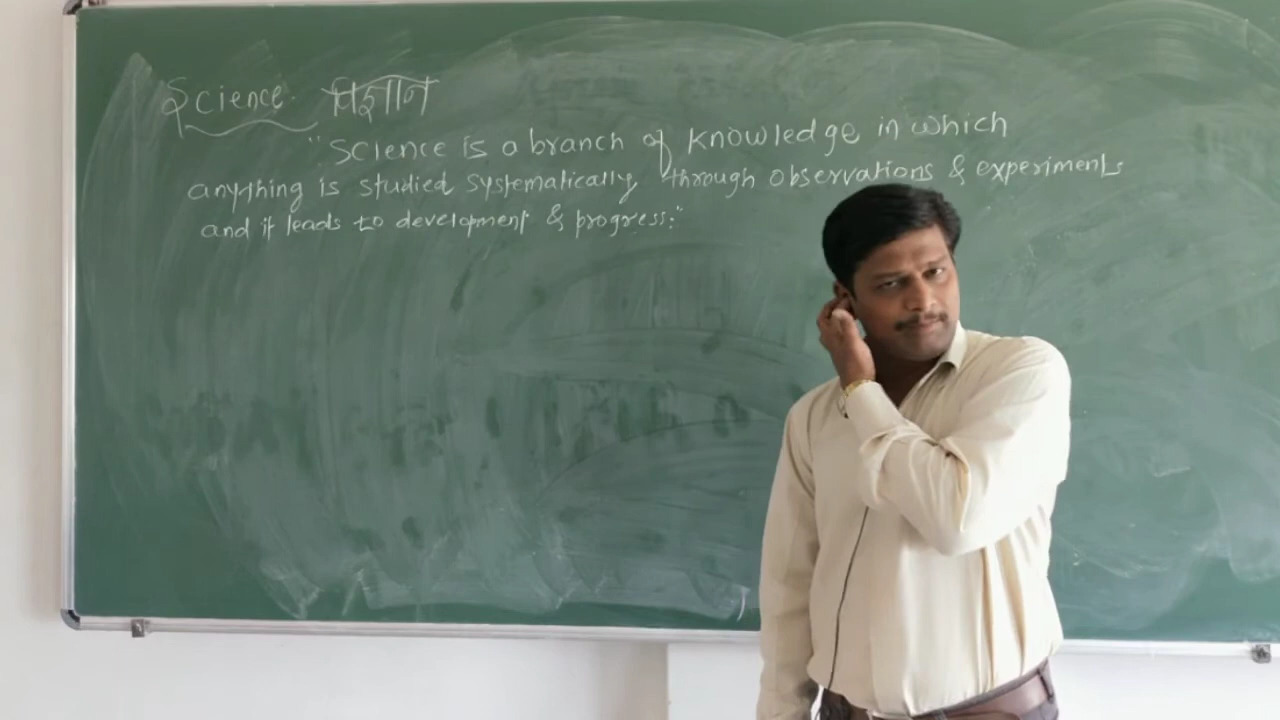 Science. विज्ञान
"Science is a branch of knowledge in which
anything is studied systematically through observations & experiments
and it leads to development & progress."